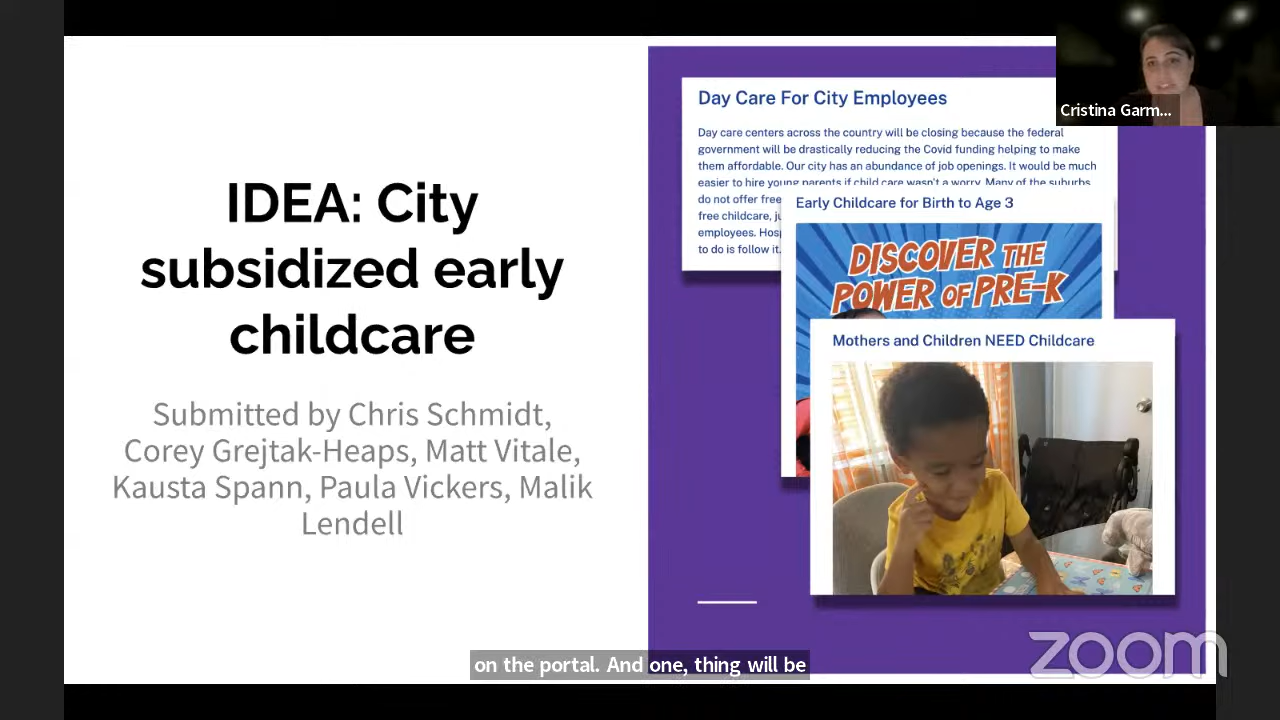 Cristina Garm...
IDEA: City
subsidized early
childcare
Submitted by Chris Schmidt,
Corey Grejtak-Heaps, Matt Vitale,
Kausta Spann, Paula Vickers, Malik
Lendell
Day Care For City Employees
Day care centers across the country will be closing because the federal
government will be drastically reducing the Covid funding helping to make
them affordable. Our city has an abundance of job openings. It would be much
easier to hire young parents if child care wasn't a worry. Many of the suburbs
do not offer free
free childcare, ju
employees. Hosp
to do is follow it.
Early Childcare for Birth to Age 3
DISCOVER THE
POWER OF PRE-K
Mothers and Children NEED Childcare
on the portal. And one, thing will be
zoom